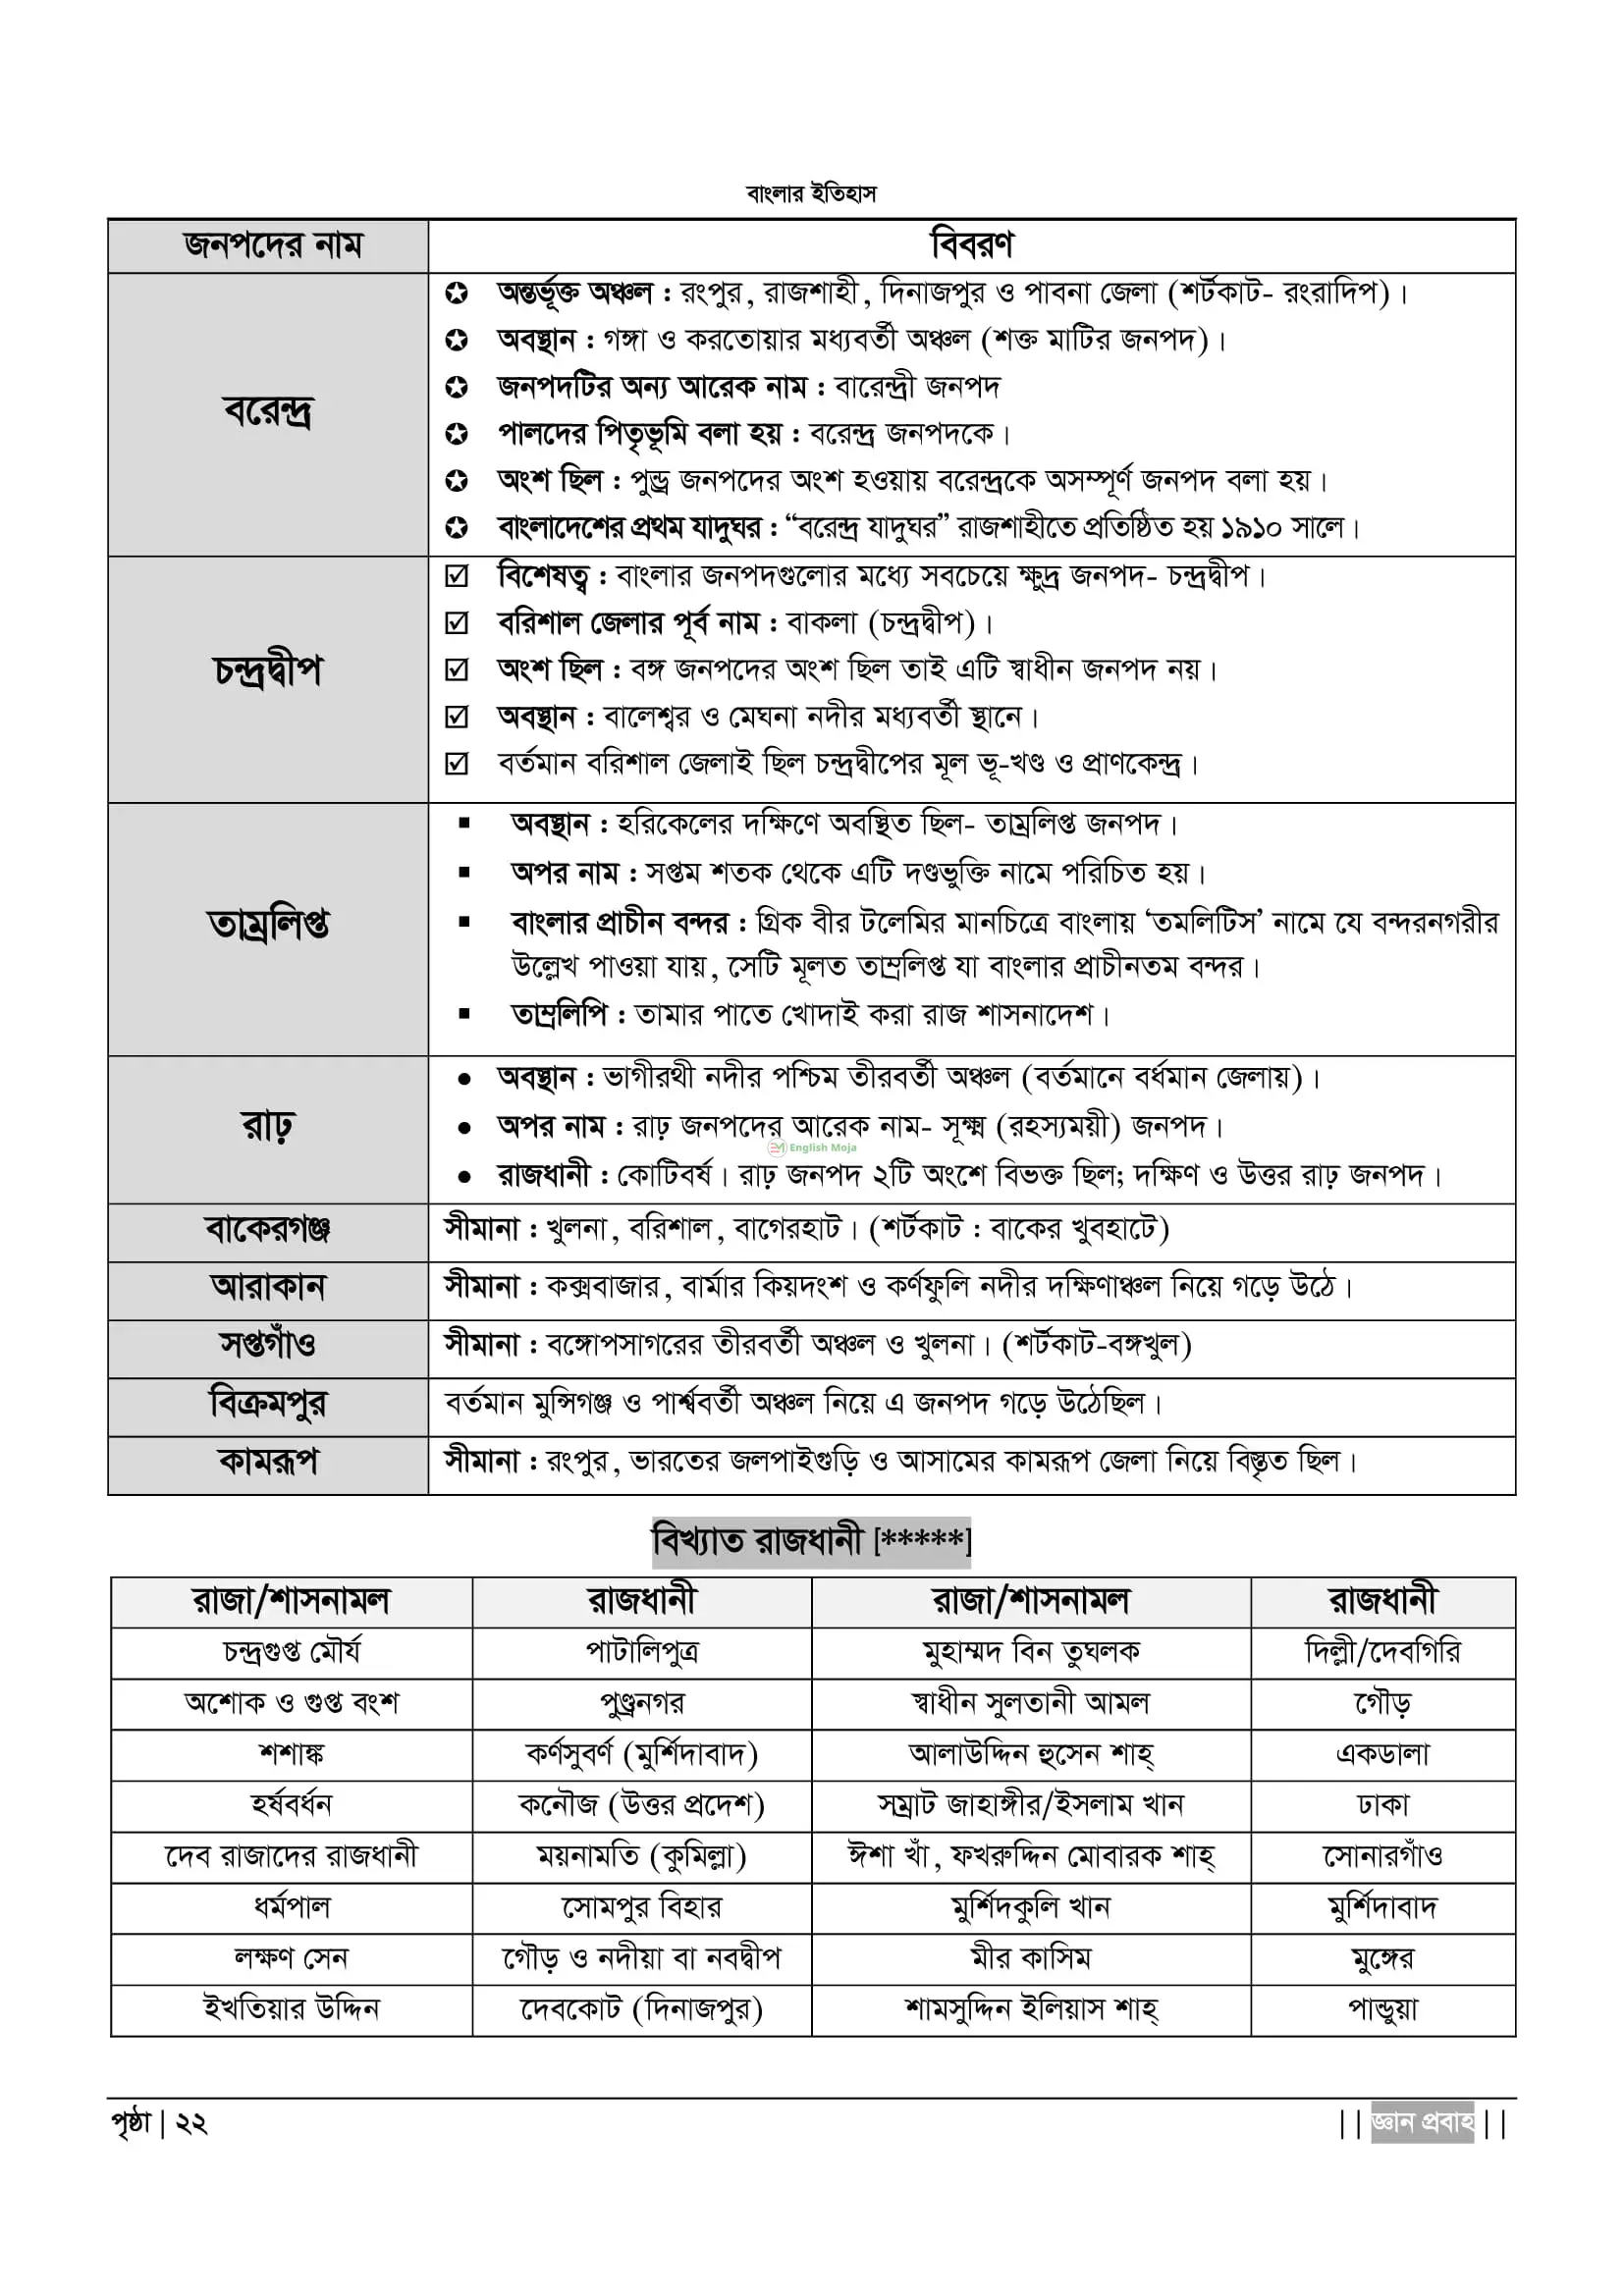 বাংলার ইতিহাস
জনপদের নাম বিবরণ
বরেন্দ্র
✪ অন্তর্ভূক্ত অঞ্চল : রংপুর, রাজশাহী, দিনাজপুর ও পাবনা জেলা (শর্টকাট- রংরাদিপ)।
✪ অবস্থান : গঙ্গা ও করতোয়ার মধ্যবর্তী অঞ্চল (শক্ত মাটির জনপদ)।
✪ জনপদটির অন্য আরেক নাম : বারেন্দ্রী জনপদ
✪ পালদের পিতৃভূমি বলা হয় : বরেন্দ্র জনপদকে।
✪ অংশ ছিল : পুন্ড্র জনপদের অংশ হওয়ায় বরেন্দ্রকে অসম্পূর্ণ জনপদ বলা হয়।
✪ বাংলাদেশের প্রথম যাদুঘর : “বরেন্দ্র যাদুঘর” রাজশাহীতে প্রতিষ্ঠিত হয় ১৯১০ সালে।
চন্দ্রদ্বীপ
☑ বিশেষত্ব : বাংলার জনপদগুলোর মধ্যে সবচেয়ে ক্ষুদ্র জনপদ- চন্দ্রদ্বীপ।
☑ বরিশাল জেলার পূর্ব নাম : বাকলা (চন্দ্রদ্বীপ)।
☑ অংশ ছিল : বঙ্গ জনপদের অংশ ছিল তাই এটি স্বাধীন জনপদ নয়।
☑ অবস্থান : বালেশ্বর ও মেঘনা নদীর মধ্যবর্তী স্থানে।
☑ বর্তমান বরিশাল জেলাই ছিল চন্দ্রদ্বীপের মূল ভূ-খণ্ড ও প্রাণকেন্দ্র।
তাম্রলিপ্ত
▪ অবস্থান : হরিকেলের দক্ষিণে অবস্থিত ছিল- তাম্রলিপ্ত জনপদ।
▪ অপর নাম : সপ্তম শতক থেকে এটি দণ্ডভুক্তি নামে পরিচিত হয়।
▪ বাংলার প্রাচীন বন্দর : গ্রিক বীর টলেমির মানচিত্রে বাংলায় ‘তমলিটিস’ নামে যে বন্দরনগরীর
উল্লেখ পাওয়া যায়, সেটি মূলত তাম্রলিপ্ত যা বাংলার প্রাচীনতম বন্দর।
▪ তাম্রলিপি : তামার পাতে খোদাই করা রাজ শাসনাদেশ।
রাঢ়
• অবস্থান : ভাগীরথী নদীর পশ্চিম তীরবর্তী অঞ্চল (বর্তমানে বর্ধমান জেলায়)।
• অপর নাম : রাঢ় জনপদের আরেক নাম- সূক্ষ্ম (রহস্যময়ী) জনপদ।
English Moja
• রাজধানী : কোটিবর্ষ। রাঢ় জনপদ ২টি অংশে বিভক্ত ছিল; দক্ষিণ ও উত্তর রাঢ় জনপদ।
বাকেরগঞ্জ সীমানা : খুলনা, বরিশাল, বাগেরহাট। (শর্টকাট : বাকের খুবহাটে)
আরাকান সীমানা : কক্সবাজার, বার্মার কিয়দংশ ও কর্ণফুলি নদীর দক্ষিণাঞ্চল নিয়ে গড়ে উঠে।
সপ্তগাঁও সীমানা : বঙ্গোপসাগরের তীরবর্তী অঞ্চল ও খুলনা। (শর্টকাট-বঙ্গখুল)
বিক্রমপুর বর্তমান মুন্সিগঞ্জ ও পার্শ্ববর্তী অঞ্চল নিয়ে এ জনপদ গড়ে উঠেছিল।
কামরূপ সীমানা : রংপুর, ভারতের জলপাইগুড়ি ও আসামের কামরূপ জেলা নিয়ে বিস্তৃত ছিল।
বিখ্যাত রাজধানী [*****]
রাজা/শাসনামল রাজধানী রাজা/শাসনামল রাজধানী
চন্দ্রগুপ্ত মৌর্য পাটালিপুত্র মুহাম্মদ বিন তুঘলক দিল্লী/দেবগিরি
অশোক ও গুপ্ত বংশ পুণ্ড্রনগর স্বাধীন সুলতানী আমল গৌড়
শশাঙ্ক কর্ণসুবর্ণ (মুর্শিদাবাদ) আলাউদ্দিন হুসেন শাহ্ একডালা
হর্ষবর্ধন কনৌজ (উত্তর প্রদেশ) সম্রাট জাহাঙ্গীর/ইসলাম খান ঢাকা
দেব রাজাদের রাজধানী ময়নামতি (কুমিল্লা) ঈশা খাঁ, ফখরুদ্দিন মোবারক শাহ্ সোনারগাঁও
ধর্মপাল সোমপুর বিহার মুর্শিদকুলি খান মুর্শিদাবাদ
লক্ষণ সেন গৌড় ও নদীয়া বা নবদ্বীপ মীর কাসিম মুঙ্গের
ইখতিয়ার উদ্দিন দেবকোট (দিনাজপুর) শামসুদ্দিন ইলিয়াস শাহ্ পান্ডুয়া
পৃষ্ঠা | ২২ || জ্ঞান প্রবাহ ||